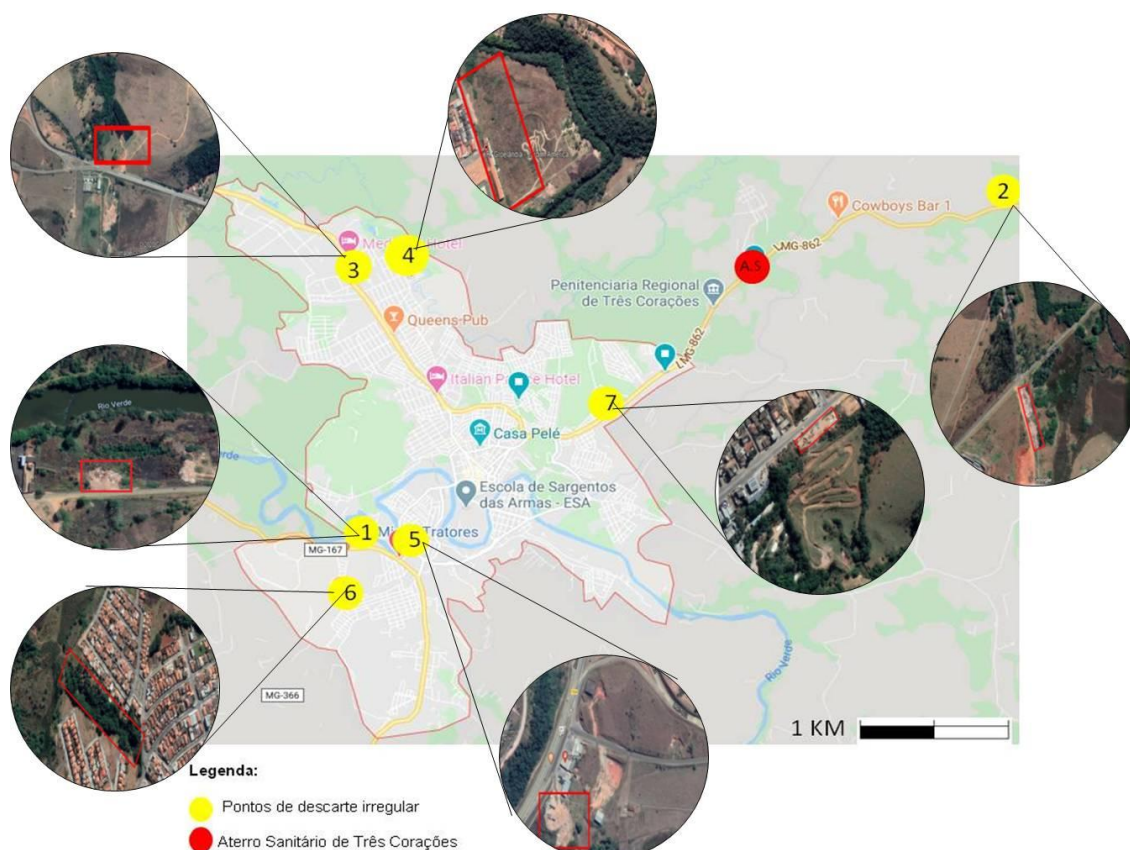 4
Medieval Hotel
3
2
Cowboys Bar 1
LMG-862
A.S
Penitenciaria Regional
de Três Corações
Queens Pub
LMG-862
Italian Palace Hotel
7
Casa Pelé
Rio Verde
Verde
Escola de Sargentos
das Armas - ESA
1
Tratores
5
MG-167
6
MG-366
Rio Verde
1 KM
Legenda:
Pontos de descarte irregular
Aterro Sanitário de Três Corações